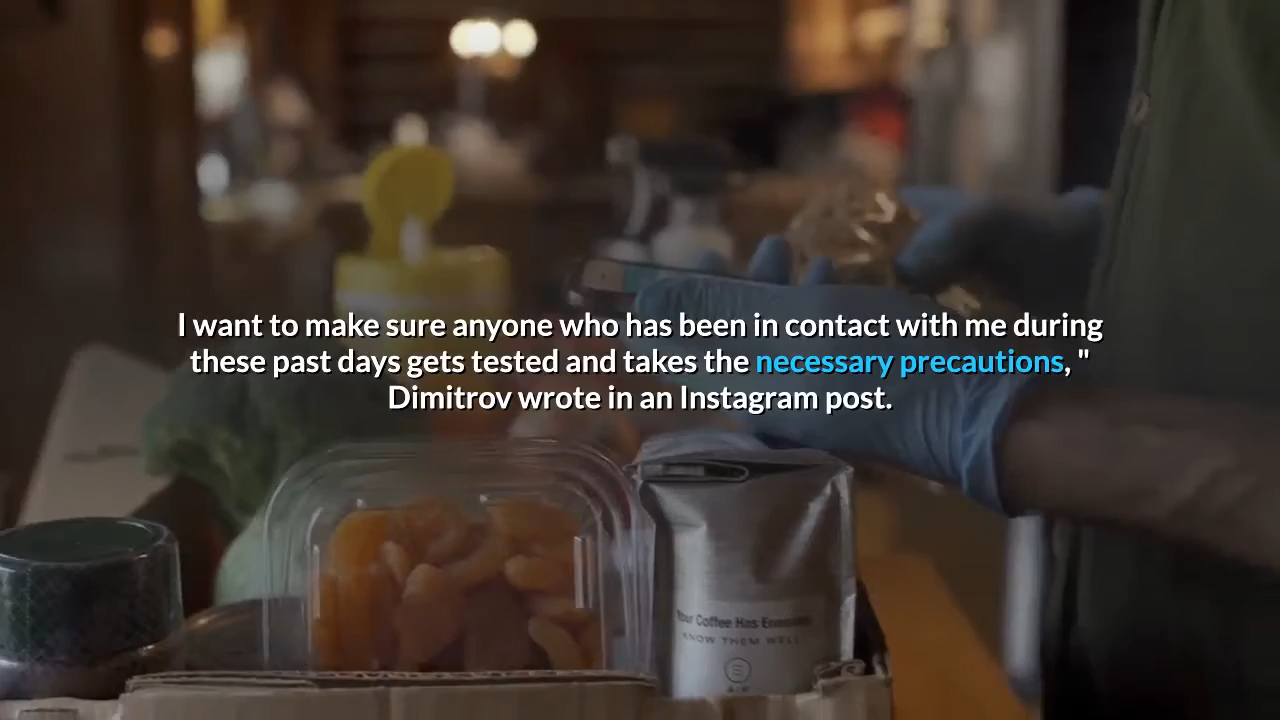 I want to make sure anyone who has been in contact with me during
these past days gets tested and takes the necessary precautions, "
Dimitrov wrote in an Instagram post.
Your Coffee Has Enemies
KNOW THEM WELL